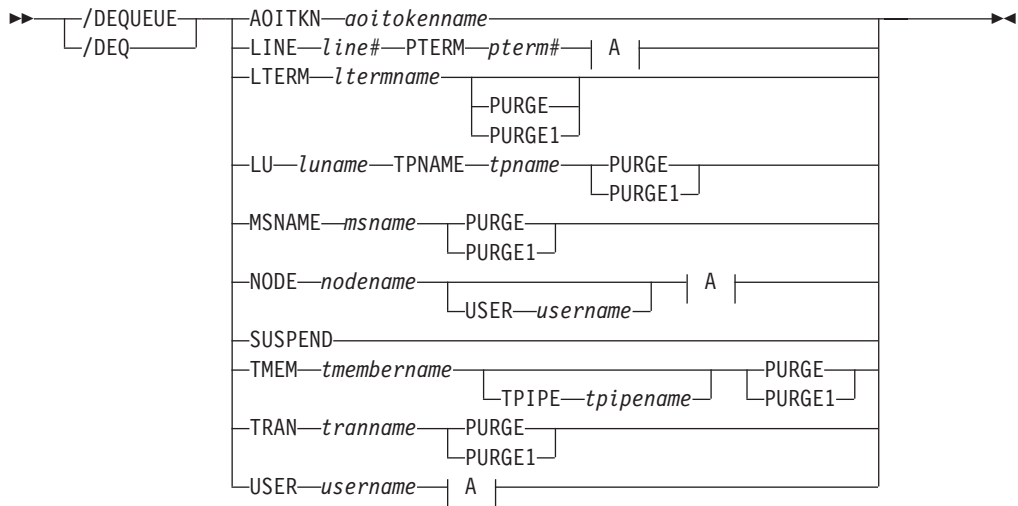 /DEQUEUE AOITKN aoitokenname
/DEQ LINE line# PTERM pterm# A
LTERM ltermname
PURGE
PURGE1
LU luname TPNAME tpname PURGE
PURGE1
MSNAME msname PURGE
PURGE1
NODE nodename A
USER username
SUSPEND
TMEM tmembername PURGE
TPIPE tpipename PURGE1
TRAN tranname PURGE
PURGE1
USER username A